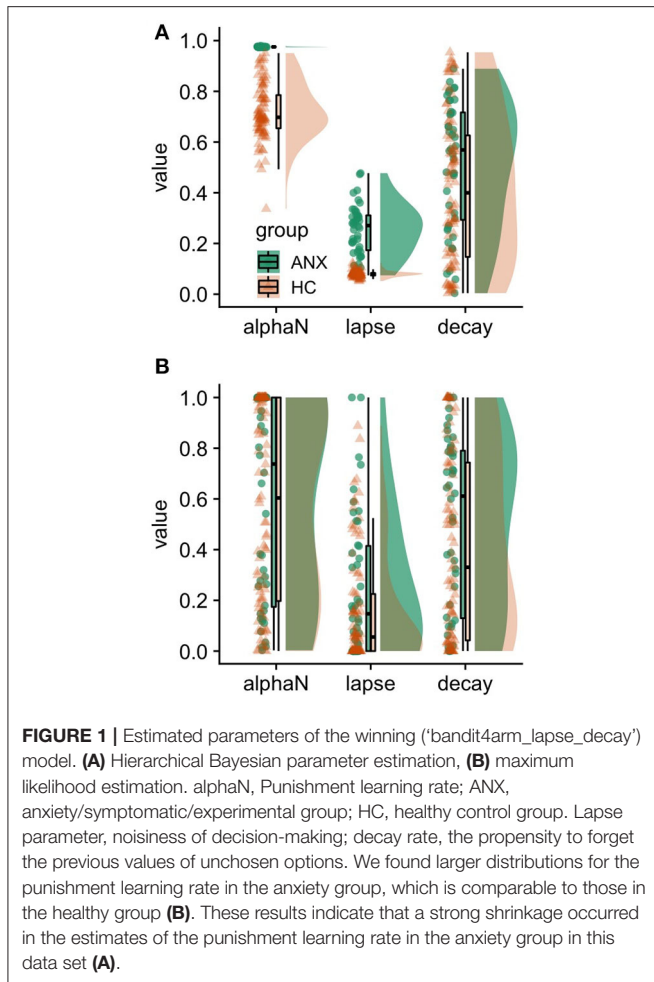 A
1.0
0.8
0.6
0.4
0.2
0.0
value
group
ANX
HC
alphaN lapse decay
B
1.0
0.8
0.6
0.4
0.2
0.0
value
alphaN lapse decay
FIGURE 1 | Estimated parameters of the winning (‘bandit4arm_lapse_decay’)
model. (A) Hierarchical Bayesian parameter estimation, (B) maximum
likelihood estimation. alphaN, Punishment learning rate; ANX,
anxiety/symptomatic/experimental group; HC, healthy control group. Lapse
parameter, noisiness of decision-making; decay rate, the propensity to forget
the previous values of unchosen options. We found larger distributions for the
punishment learning rate in the anxiety group, which is comparable to those in
the healthy group (B). These results indicate that a strong shrinkage occurred
in the estimates of the punishment learning rate in the anxiety group in this
data set (A).